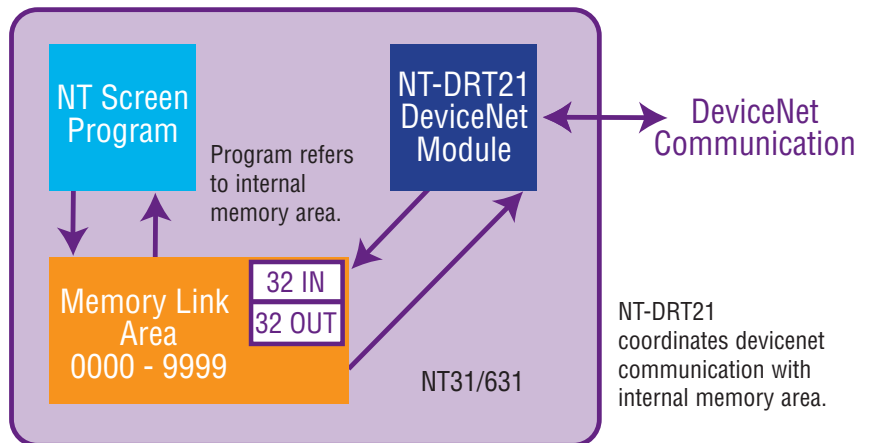 NT Screen
Program
NT-DRT21
DeviceNet
Module
DeviceNet
Communication
Program refers
to internal
memory area.
Memory Link
Area
0000 - 9999
32 IN
32 OUT
NT31/631
NT-DRT21
coordinates devicenet
communication with
internal memory area.